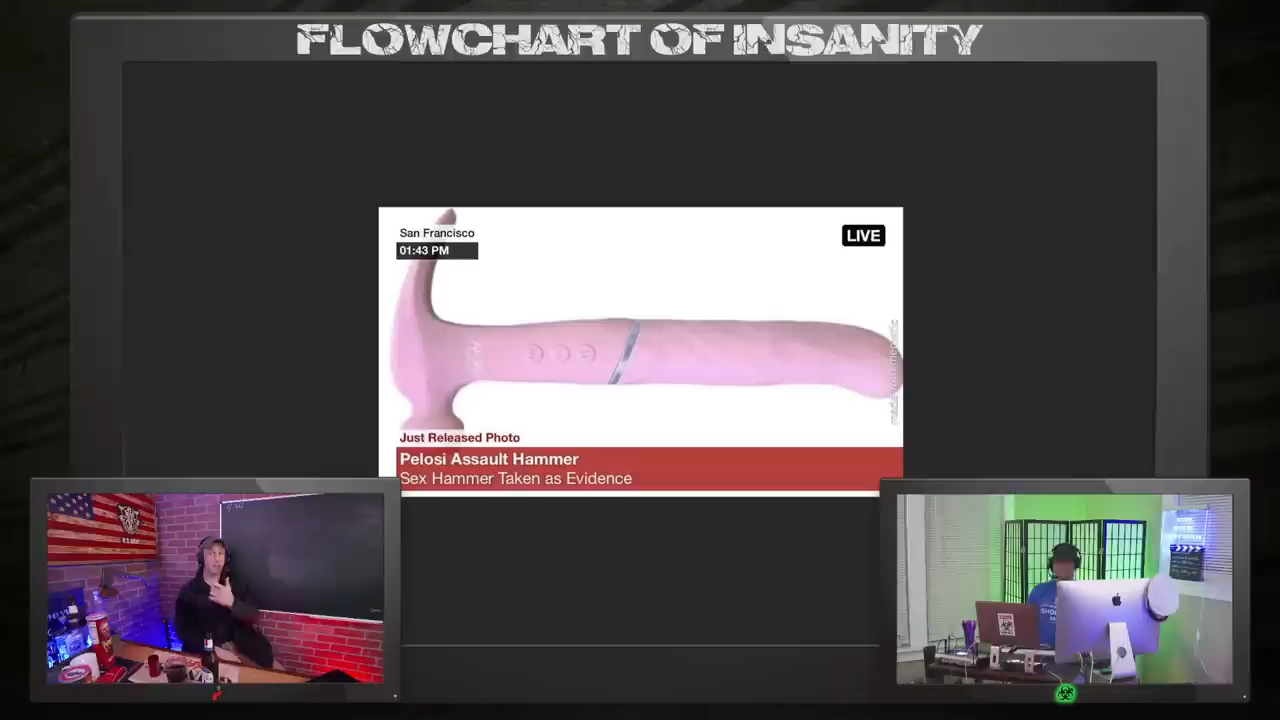 FLOWCHART OF INSANITY
San Francisco
LIVE
01:43 PM
Just Released Photo
Pelosi Assault Hammer
Sex Hammer Taken as Evidence